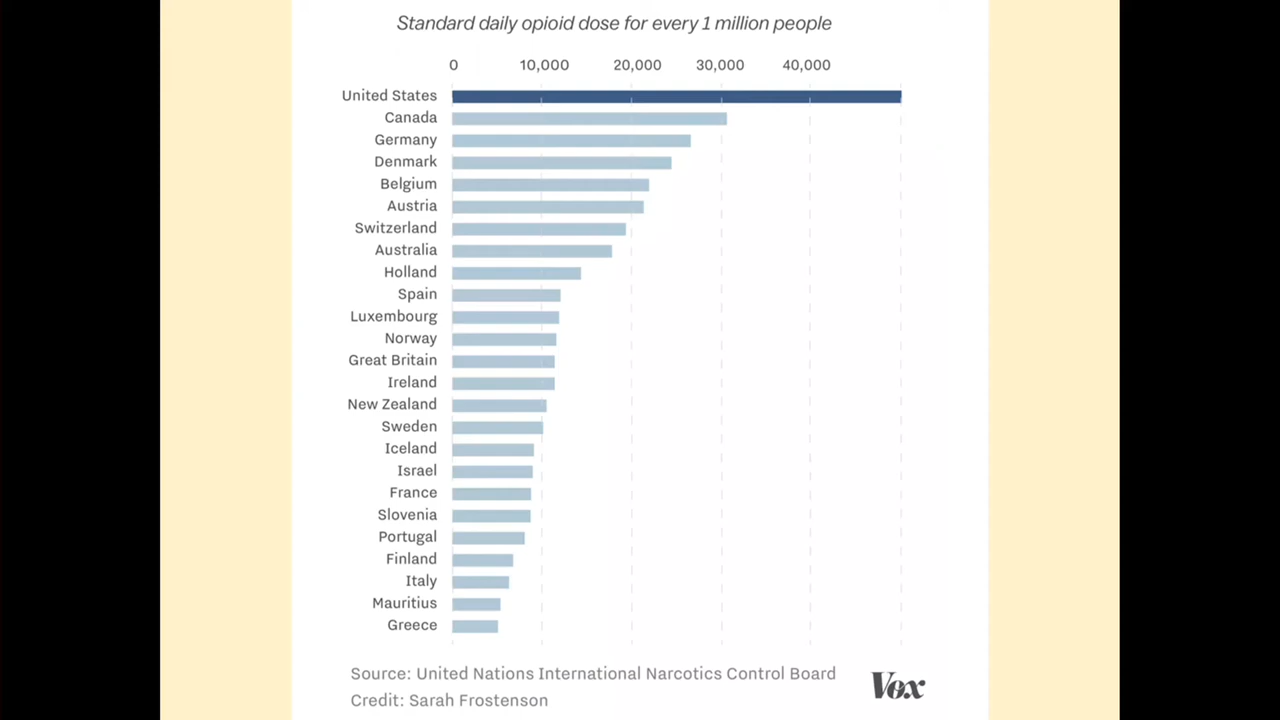 Standard daily opioid dose for every 1 million people
0 10,000 20,000 30,000 40,000
United States
Canada
Germany
Denmark
Belgium
Austria
Switzerland
Australia
Holland
Spain
Luxembourg
Norway
Great Britain
Ireland
New Zealand
Sweden
Iceland
Israel
France
Slovenia
Portugal
Finland
Italy
Mauritius
Greece
Source: United Nations International Narcotics Control Board
Credit: Sarah Frostenson
Vox